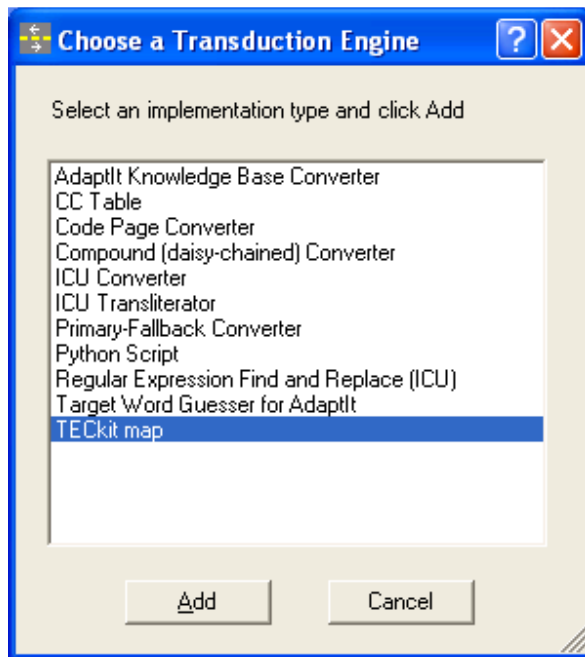 Choose a Transduction Engine
Select an implementation type and click Add
AdaptIt Knowledge Base Converter
CC Table
Code Page Converter
Compound (daisy-chained) Converter
ICU Converter
ICU Transliterator
Primary-Fallback Converter
Python Script
Regular Expression Find and Replace (ICU)
Target Word Guesser for AdaptIt
TECkit map
Add Cancel